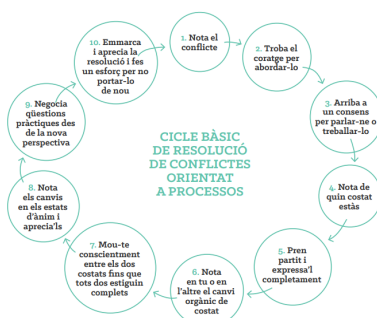 CICLE BÀSIC
DE RESOLUCIÓ
DE CONFLICTES
ORIENTAT
A PROCESSOS
1. Nota el
conflicte
2. Troba el
coratge per
abordar-lo
3. Arriba a
un consens
per parlar-ne o
treballar-lo
4. Nota de
quin costat
estàs
5. Pren
partit i
expressa'l
completament
6. Nota
en tu o en
l'altre el canvi
orgànic de
costat
7. Mou-te
conscientment
entre els dos
costats fins que
tots dos estiguin
complets
8. Nota
els canvis
en els estats
d'ànim i
aprecia'ls
9. Negocia
qüestions
pràctiques des
de la nova
perspectiva
10. Emmarca
i aprecia la
resolució i fes
un esforç per no
portar-lo
de nou